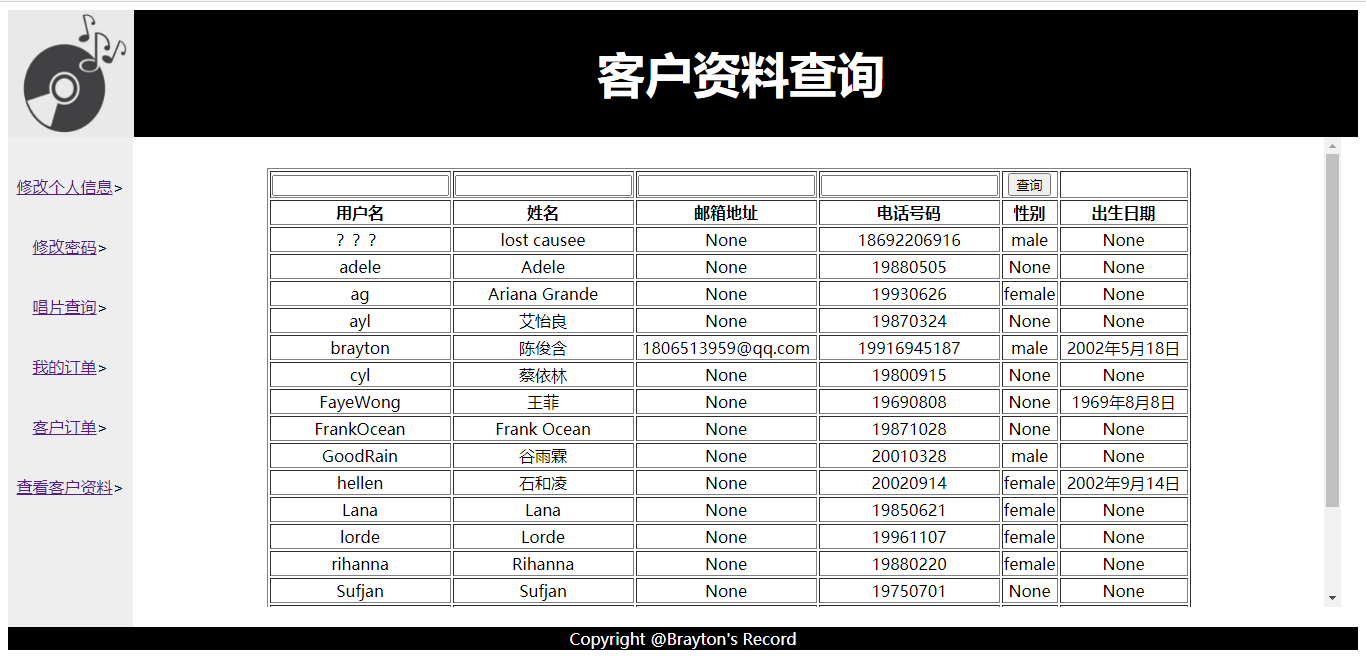 客户资料查询
修改个人信息>
修改密码>
唱片查询>
我的订单>
客户订单>
查看客户资料>
查询
用户名 姓名 邮箱地址 电话号码 性别 出生日期
？？？ lost causee None 18692206916 male None
adele Adele None 19880505 None None
ag Ariana Grande None 19930626 female None
ayl 艾怡良 None 19870324 None None
brayton 陈俊含 1806513959@qq.com 19916945187 male 2002年5月18日
cyl 蔡依林 None 19800915 None None
FayeWong 王菲 None 19690808 None 1969年8月8日
FrankOcean Frank Ocean None 19871028 None None
GoodRain 谷雨霖 None 20010328 male None
hellen 石和凌 None 20020914 female 2002年9月14日
Lana Lana None 19850621 female None
lorde Lorde None 19961107 female None
rihanna Rihanna None 19880220 female None
Sufjan Sufjan None 19750701 None None
Copyright @Brayton's Record